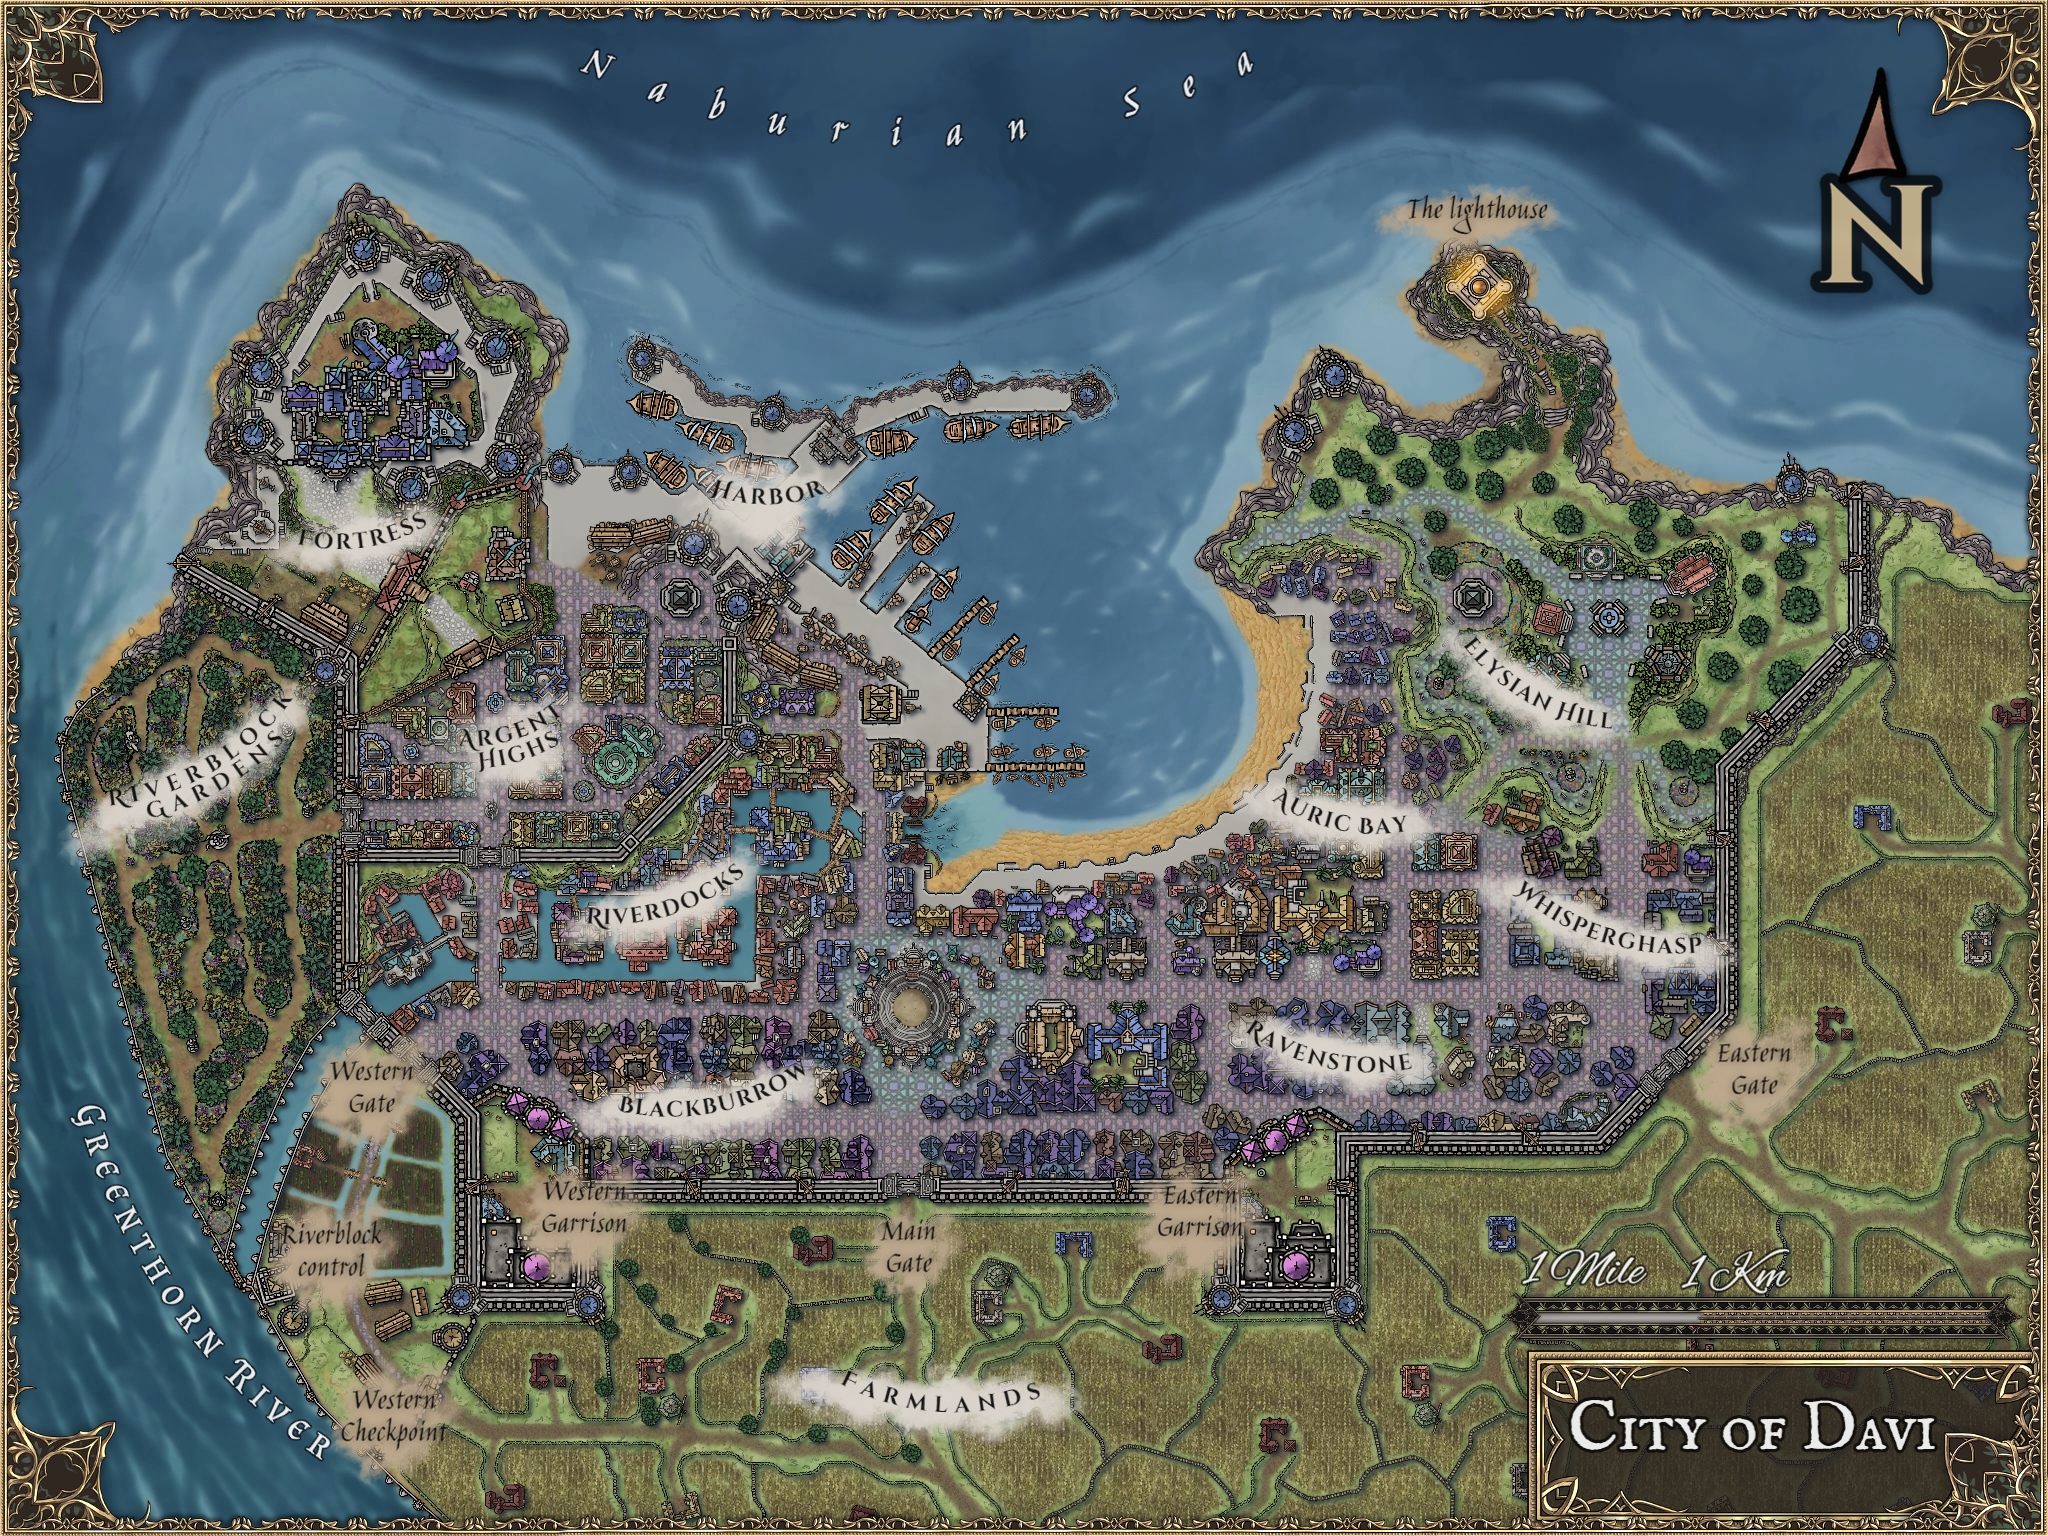 Naburian Sea
The lighthouse
N
Harbor
Fortress
Elysian Hill
Riverblock
Gardens
Argent
Highs
Auric Bay
Riverdocks
Whisperghasp
Ravenstone
Blackburrow
Western
Gate
Eastern
Gate
Greenthorn River
Western
Garrison
Eastern
Garrison
Riverblock
control
Main
Gate
1 Mile 1 Km
Farmlands
Western
Checkpoint
City of Davi